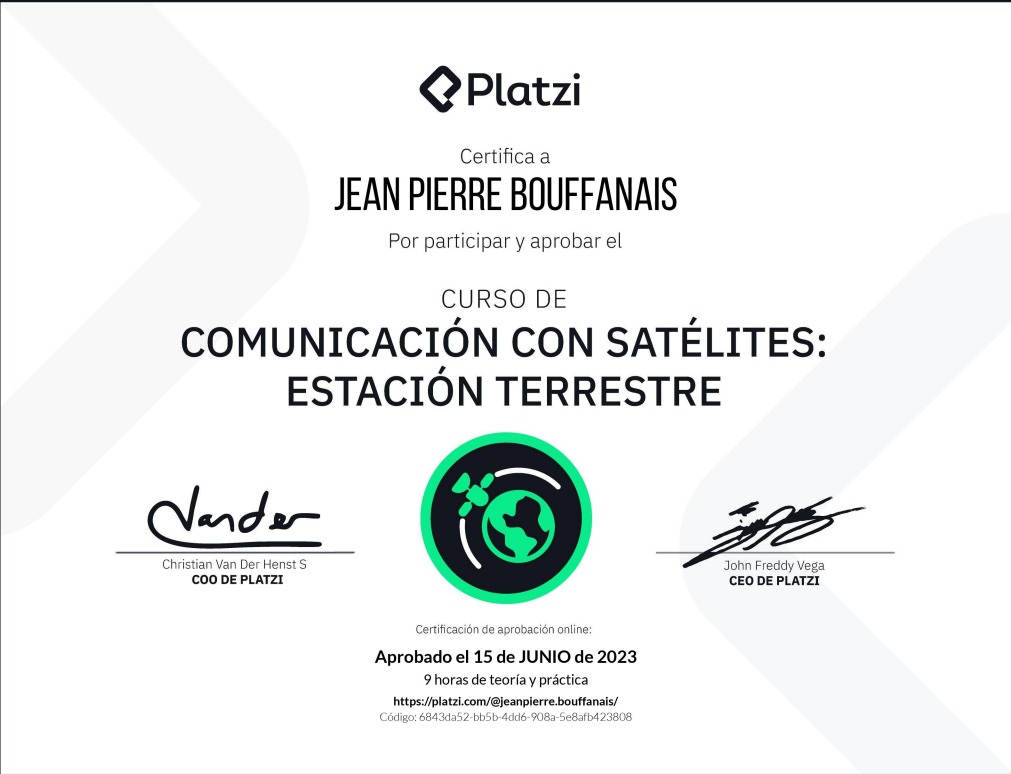 Platzi
Certifica a
JEAN PIERRE BOUFFANAIS
Por participar y aprobar el
CURSO DE
COMUNICACIÓN CON SATÉLITES:
ESTACIÓN TERRESTRE
Vander
Christian Van Der Henst S
COO DE PLATZI
John Freddy Vega
CEO DE PLATZI
Certificación de aprobación online:
Aprobado el 15 de JUNIO de 2023
9 horas de teoría y práctica
https://platzi.com/@jeanpierre.bouffanais/
Código: 6843da52-bb5b-4dd6-908a-5e8afb423808